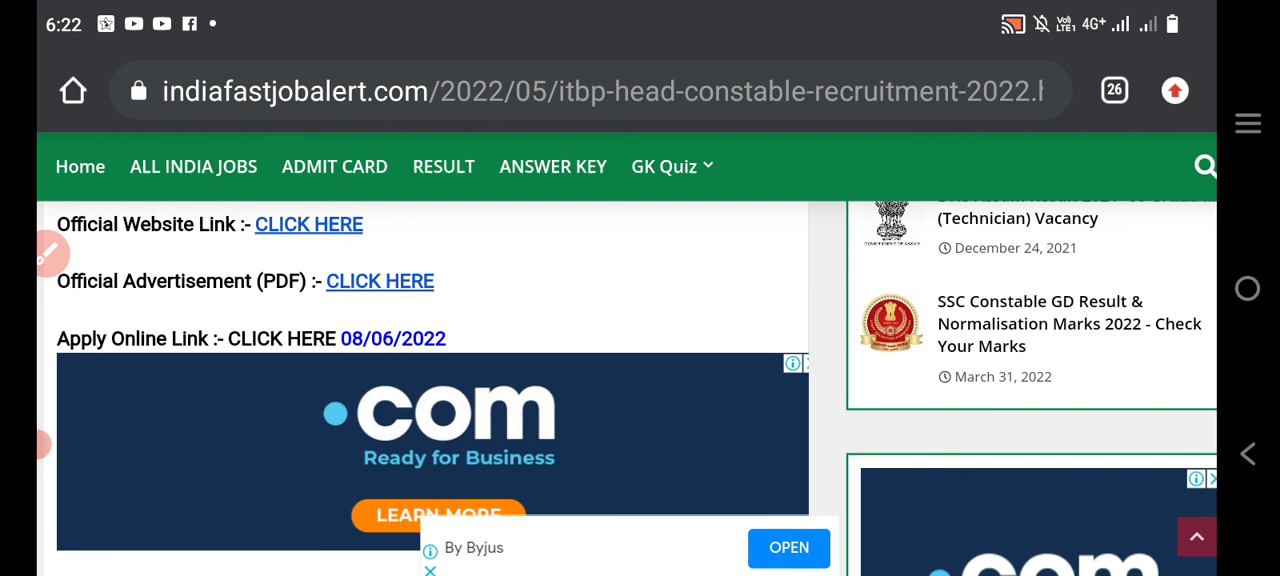 6:22
VoD
LTE1 4G+
indiafastjobalert.com/2022/05/itbp-head-constable-recruitment-2022.h
26
Home ALL INDIA JOBS ADMIT CARD RESULT ANSWER KEY GK Quiz
Official Website Link :- CLICK HERE
Official Advertisement (PDF) :- CLICK HERE
Apply Online Link :- CLICK HERE 08/06/2022
.com
Ready for Business
LEARN MORE
By Byjus
OPEN
(Technician) Vacancy
December 24, 2021
SSC Constable GD Result &
Normalisation Marks 2022 - Check
Your Marks
March 31, 2022
.com